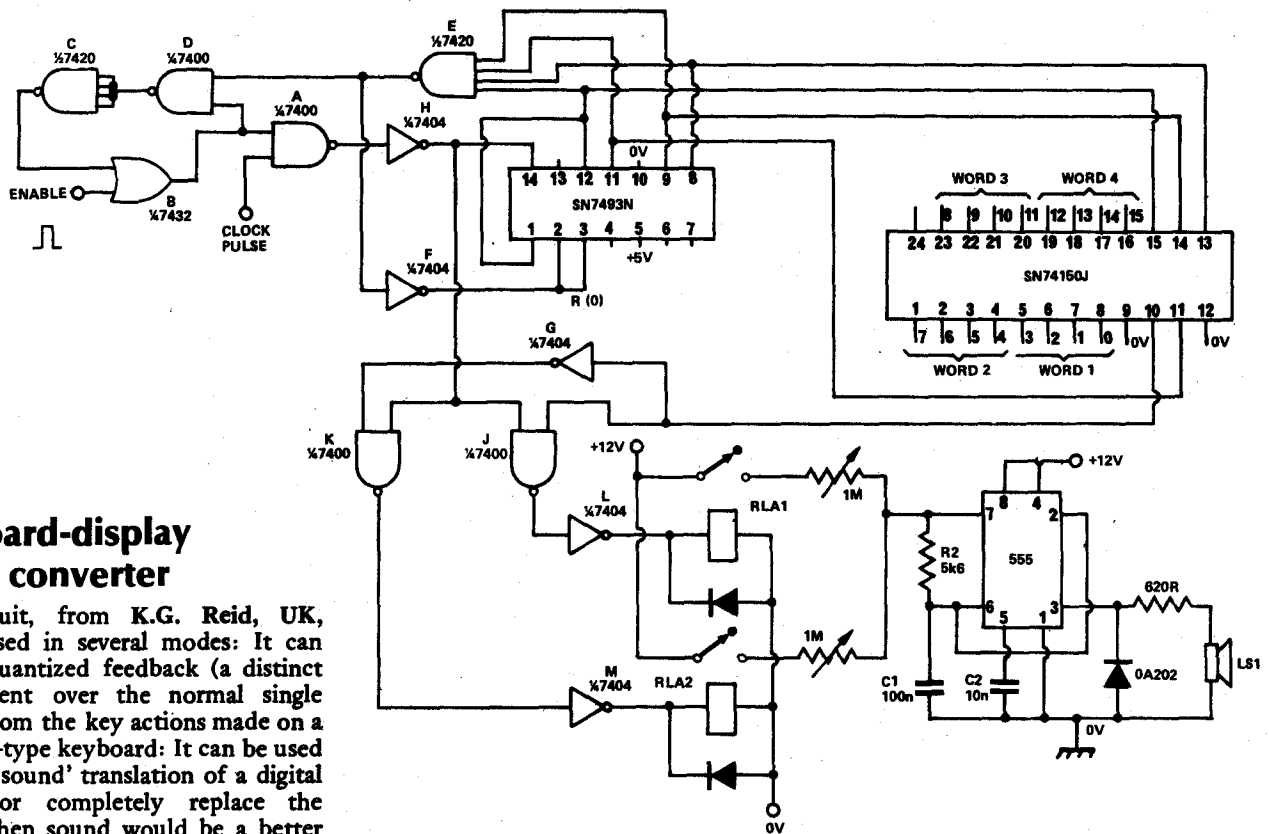 C
½7420
D
¼7400
E
½7420
A
¼7400
H
¼7404
ENABLE
B
¼7432
CLOCK
PULSE
0V
14 13 12 11 10 9 8
SN7493N
1 2 3 4 5 6 7
+5V
F
¼7404
R (0)
WORD 3 WORD 4
8 9 10 11 12 13 14 15
24 23 22 21 20 19 18 17 16 15 14 13
SN74150J
1 2 3 4 5 6 7 8 9 10 11 12
7 6 5 4 3 2 1 0 0V 0V
WORD 2 WORD 1
G
¼7404
K
¼7400
J
¼7400
+12V
1M
RLA1
L
¼7404
+12V
8 4
7 2
R2
5k6
555
6 3
5 1
620R
1M
RLA2
M
¼7404
C1
100n
C2
10n
0A202
LS1
0V
0V
ard-display
converter
uit, from K.G. Reid, UK,
sed in several modes: It can
uantized feedback (a distinct
ent over the normal single
om the key actions made on a
-type keyboard: It can be used
sound' translation of a digital
or completely replace the
hen sound would be a better